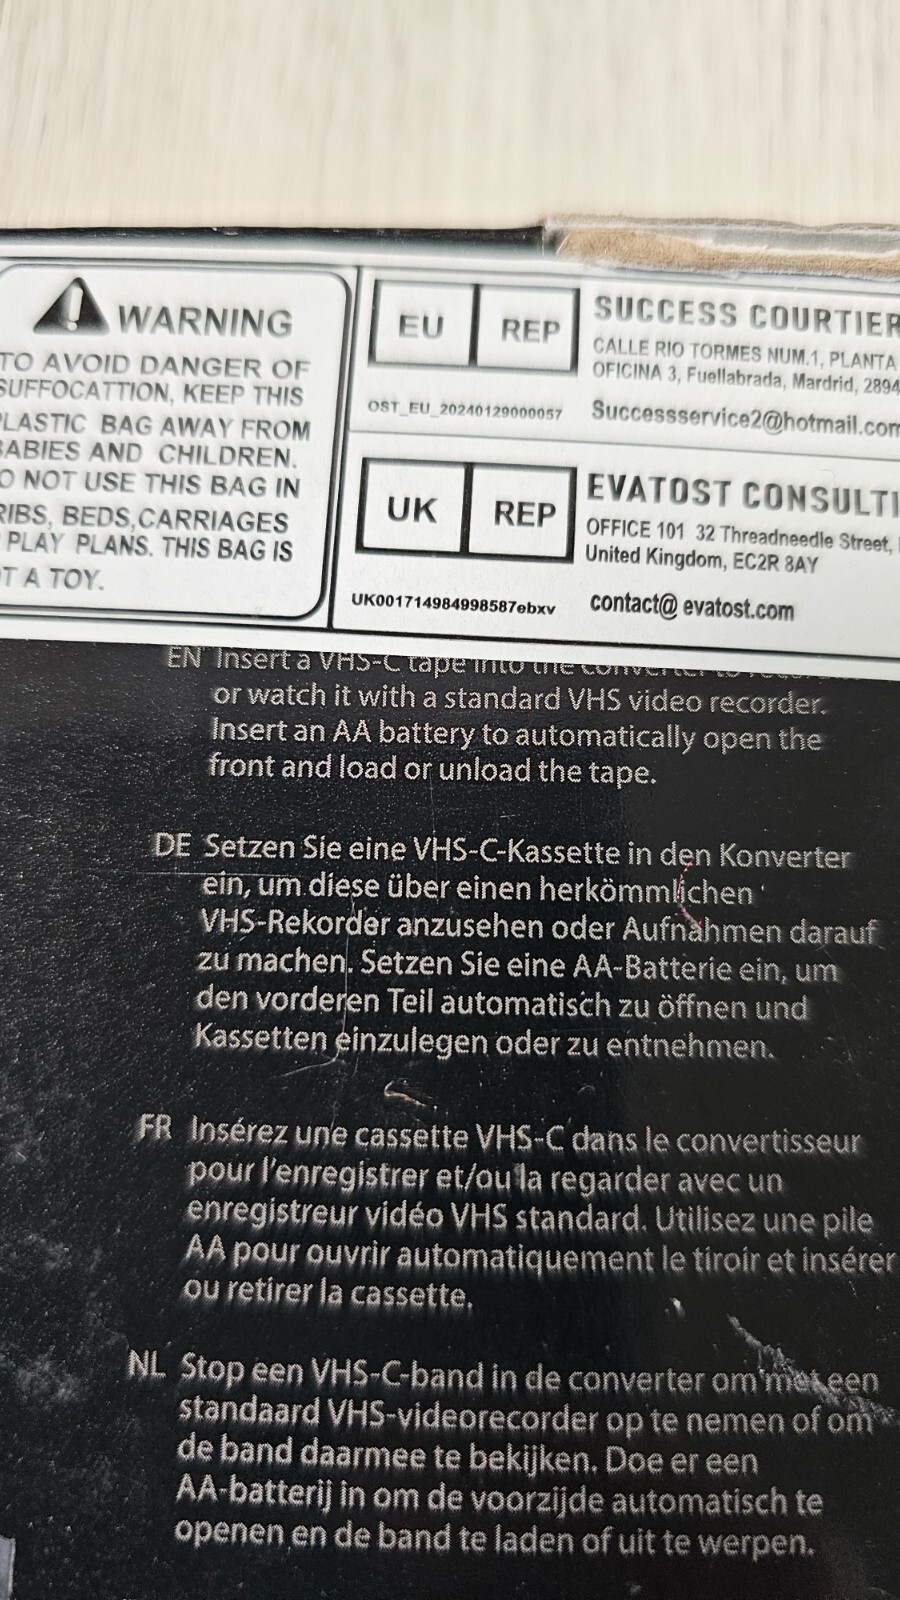 WARNING
TO AVOID DANGER OF
SUFFOCATTION, KEEP THIS
PLASTIC BAG AWAY FROM
BABIES AND CHILDREN.
DO NOT USE THIS BAG IN
CRIBS, BEDS,CARRIAGES
PLAY PLANS. THIS BAG IS
NOT A TOY.
EU REP
SUCCESS COURTIER
CALLE RIO TORMES NUM.1, PLANTA
OFICINA 3, Fuellabrada, Mardrid, 2894
OST_EU_20240129000057
Successservice2@hotmail.com
UK REP
EVATOST CONSULTI
OFFICE 101 32 Threadneedle Street,
United Kingdom, EC2R 8AY
UK001714984998587ebxv
contact@ evatost.com
EN Insert a VHS-C tape into the converter to
or watch it with a standard VHS video recorder.
Insert an AA battery to automatically open the
front and load or unload the tape.
DE Setzen Sie eine VHS-C-Kassette in den Konverter
ein, um diese über einen herkömmlichen
VHS-Rekorder anzusehen oder Aufnahmen darauf
zu machen. Setzen Sie eine AA-Batterie ein, um
den vorderen Teil automatisch zu öffnen und
Kassetten einzulegen oder zu entnehmen.
FR Insérez une cassette VHS-C dans le convertisseur
pour l'enregistrer et/ou la regarder avec un
enregistreur vidéo VHS standard. Utilisez une pile
AA pour ouvrir automatiquement le tiroir et insérer
ou retirer la cassette.
NL Stop een VHS-C-band in de converter om met een
standaard VHS-videorecorder op te nemen of om
de band daarmee te bekijken. Doe er een
AA-batterij in om de voorzijde automatisch te
openen en de band te laden of uit te werpen.